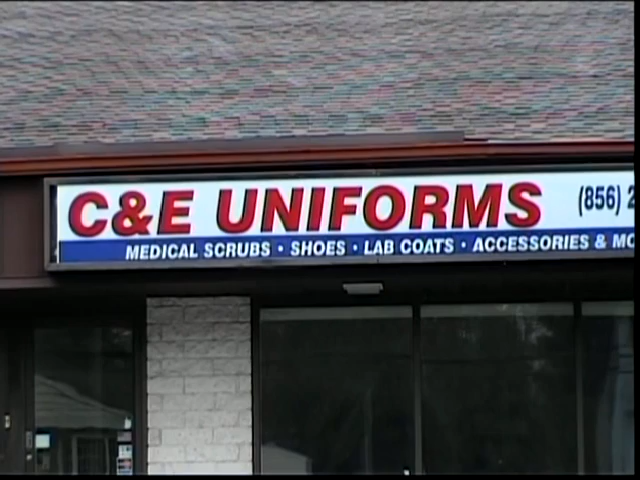 C&E UNIFORMS (856)
MEDICAL SCRUBS • SHOES • LAB COATS • ACCESSORIES &